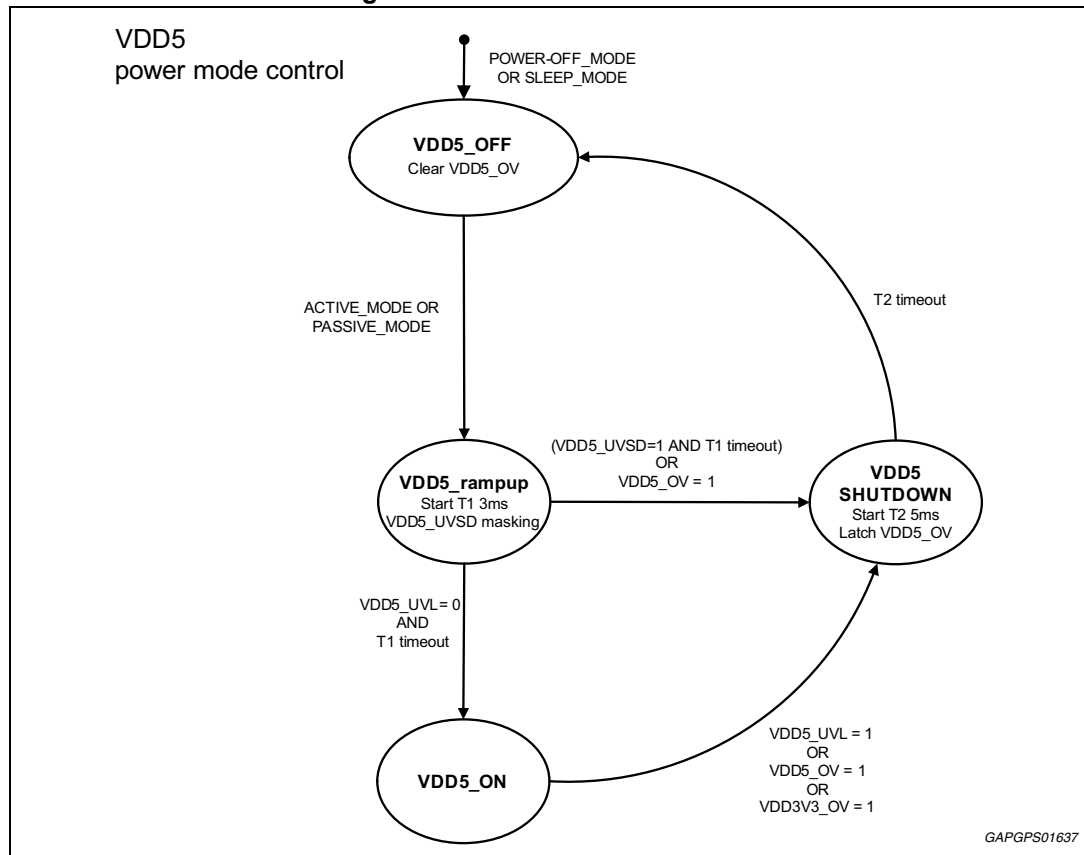 VDD5
power mode control
POWER-OFF_MODE
OR SLEEP_MODE
VDD5_OFF
Clear VDD5_OV
T2 timeout
ACTIVE_MODE OR
PASSIVE_MODE
(VDD5_UVSD=1 AND T1 timeout)
OR
VDD5_OV = 1
VDD5_rampup
Start T1 3ms
VDD5_UVSD masking
VDD5
SHUTDOWN
Start T2 5ms
Latch VDD5_OV
VDD5_UVL= 0
AND
T1 timeout
VDD5_ON
VDD5_UVL = 1
OR
VDD5_OV = 1
OR
VDD3V3_OV = 1
GAPGPS01637